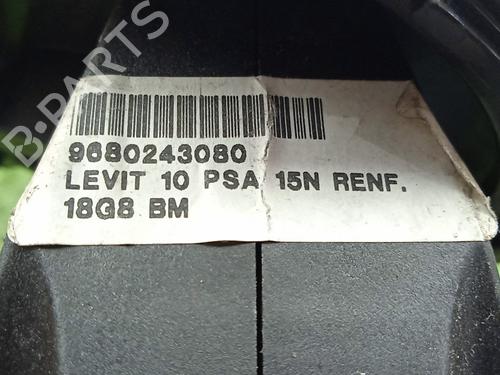 B-PARTS
9680243080
LEVIT 10 PSA 15N RENF.
18G8 BM